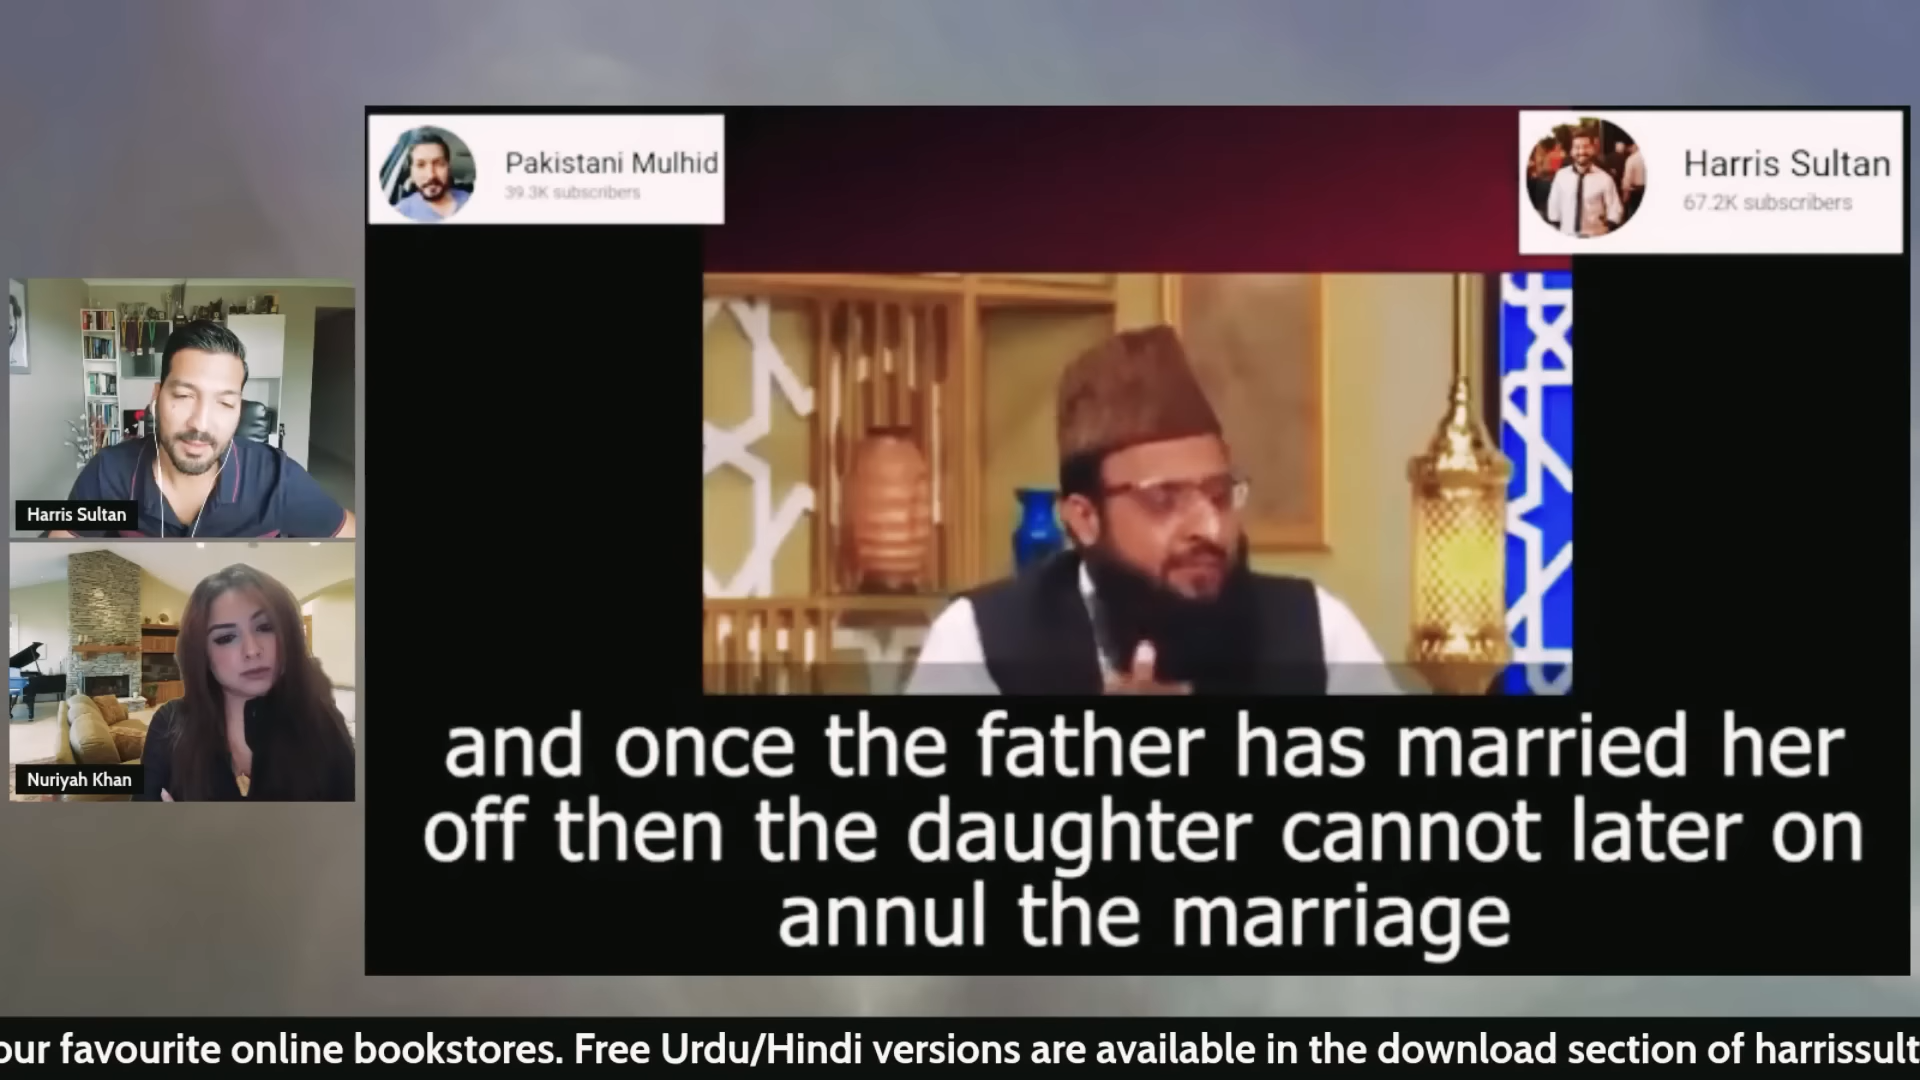 Pakistani Mulhid
39.3K subscribers
Harris Sultan
67.2K subscribers
Harris Sultan
Nuriyah Khan
and once the father has married her
off then the daughter cannot later on
annul the marriage
our favourite online bookstores. Free Urdu/Hindi versions are available in the download section of harrissult